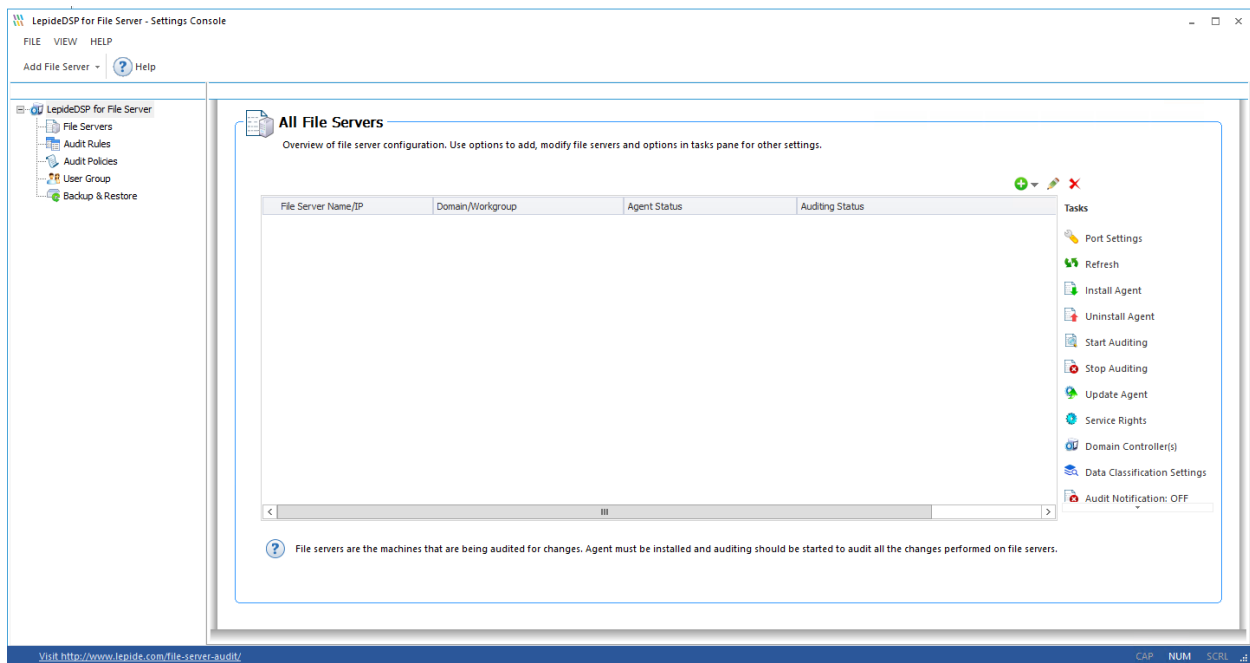 LepideDSP for File Server - Settings Console
FILE VIEW HELP
Add File Server Help
LepideDSP for File Server
File Servers
Audit Rules
Audit Policies
User Group
Backup & Restore
All File Servers
Overview of file server configuration. Use options to add, modify file servers and options in tasks pane for other settings.
File Server Name/IP Domain/Workgroup Agent Status Auditing Status
Tasks
Port Settings
Refresh
Install Agent
Uninstall Agent
Start Auditing
Stop Auditing
Update Agent
Service Rights
Domain Controller(s)
Data Classification Settings
Audit Notification: OFF
File servers are the machines that are being audited for changes. Agent must be installed and auditing should be started to audit all the changes performed on file servers.
Visit http://www.lepide.com/file-server-audit/
CAP NUM SCRL